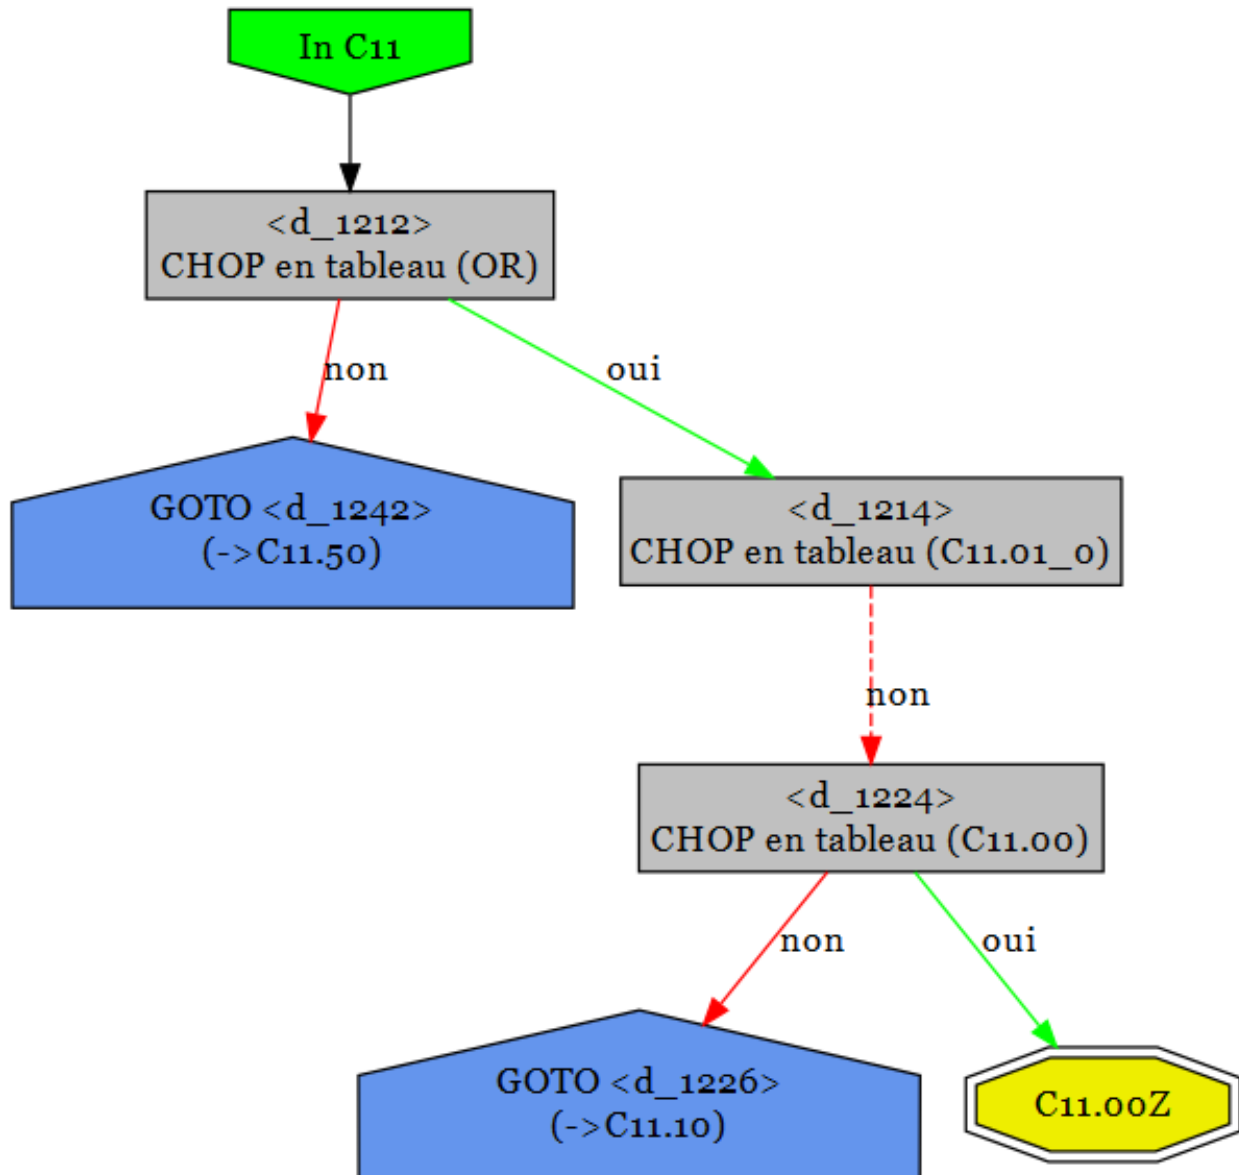 In C11
<d_1212>
CHOP en tableau (OR)
non
oui
GOTO <d_1242>
(->C11.50)
<d_1214>
CHOP en tableau (C11.01_0)
non
<d_1224>
CHOP en tableau (C11.00)
non
oui
GOTO <d_1226>
(->C11.10)
C11.00Z